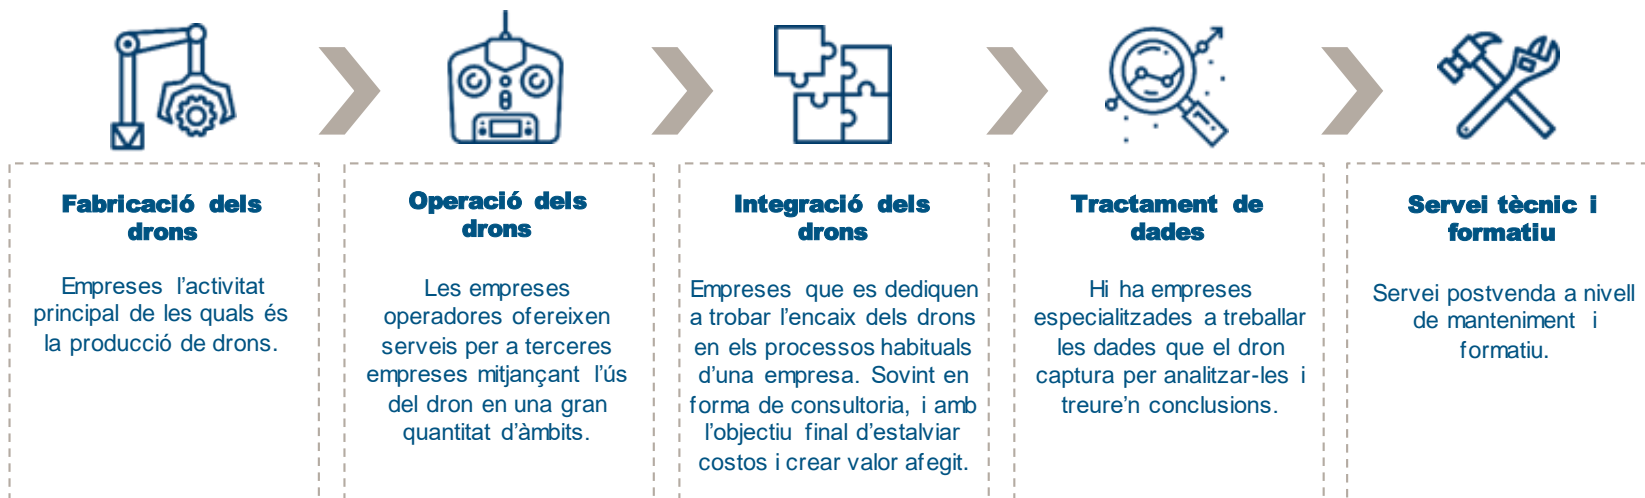 Fabricació dels
drons
Empreses l’activitat
principal de les quals és
la producció de drons.
Operació dels
drons
Les empreses
operadores ofereixen
serveis per a terceres
empreses mitjançant l’ús
del dron en una gran
quantitat d’àmbits.
Integració dels
drons
Empreses que es dediquen
a trobar l’encaix dels drons
en els processos habituals
d’una empresa. Sovint en
forma de consultoria, i amb
l’objectiu final d’estalviar
costos i crear valor afegit.
Tractament de
dades
Hi ha empreses
especialitzades a treballar
les dades que el dron
captura per analitzar-les i
treure’n conclusions.
Servei tècnic i
formatiu
Servei postvenda a nivell
de manteniment i
formatiu.